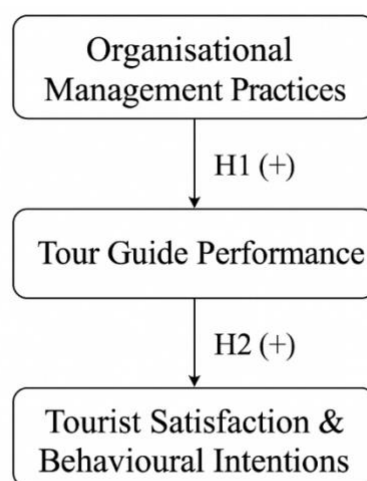 Organisational
Management Practices
H1 (+)
Tour Guide Performance
H2 (+)
Tourist Satisfaction &
Behavioural Intentions